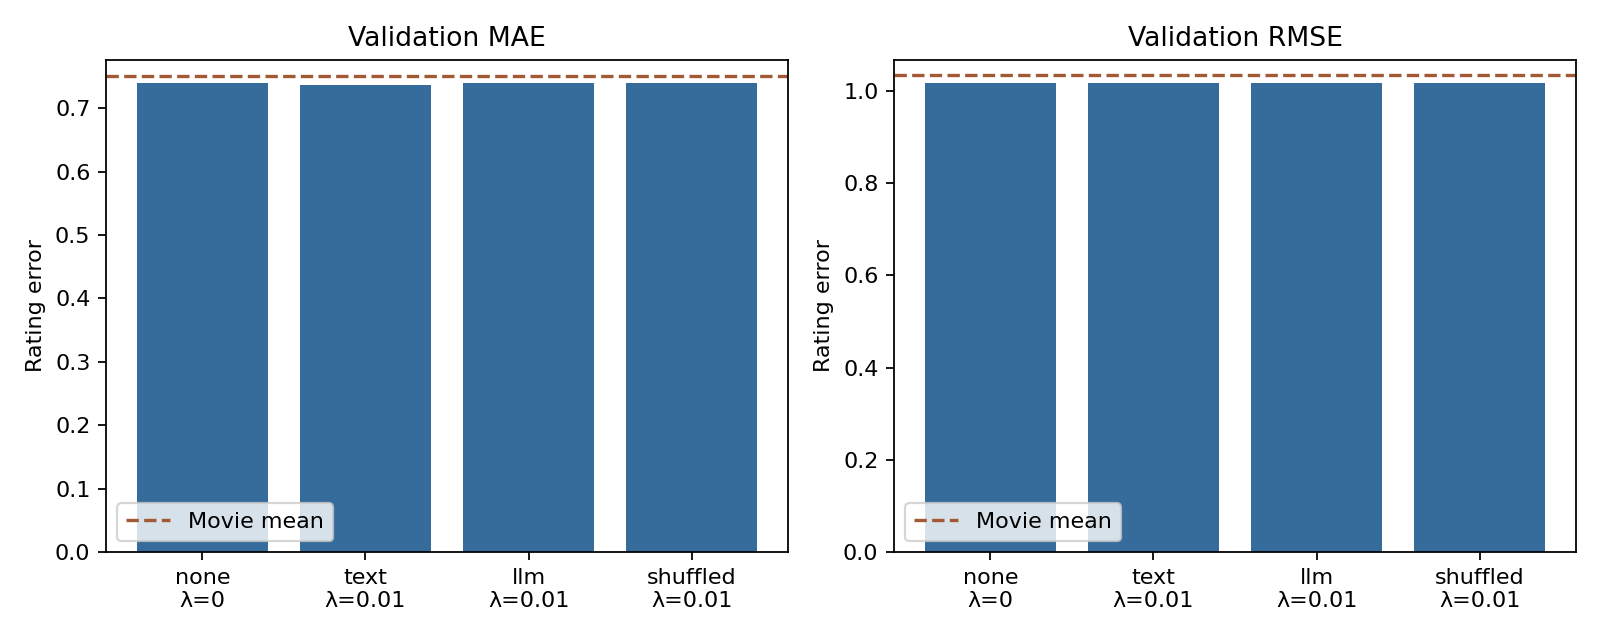 Validation MAE
Rating error
0.7
0.6
0.5
0.4
0.3
0.2
0.1
0.0
Movie mean
none
λ=0
text
λ=0.01
llm
λ=0.01
shuffled
λ=0.01
Validation RMSE
Rating error
1.0
0.8
0.6
0.4
0.2
0.0
Movie mean
none
λ=0
text
λ=0.01
llm
λ=0.01
shuffled
λ=0.01